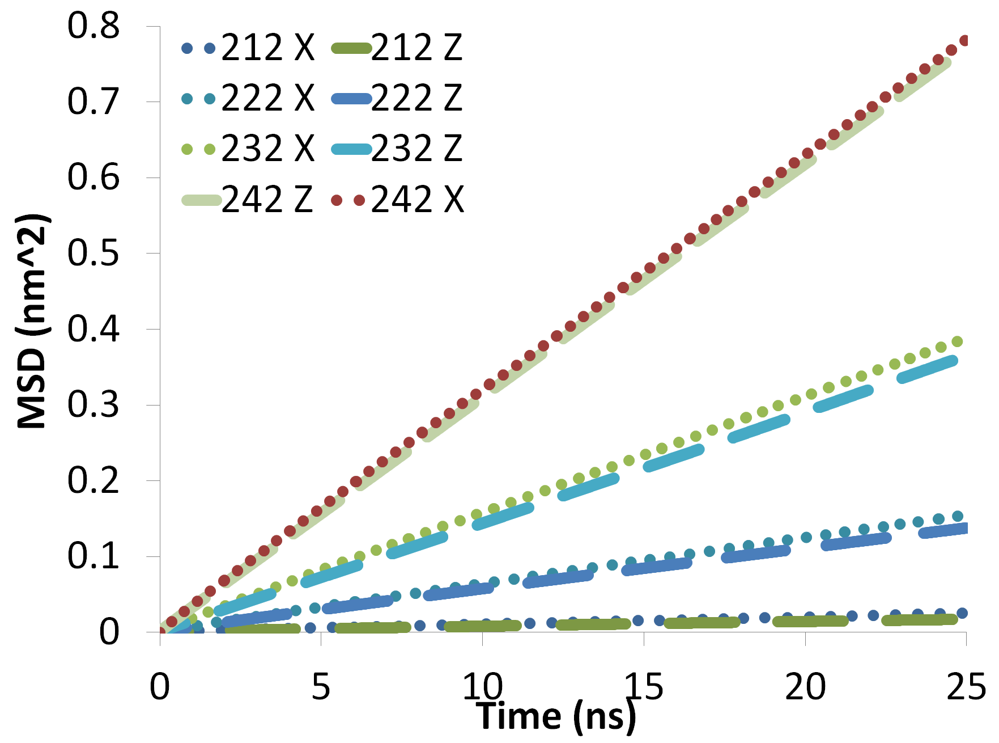 0.8
0.7
0.6
0.5
0.4
0.3
0.2
0.1
0
MSD (nm^2)
212 X 212 Z
222 X 222 Z
232 X 232 Z
242 Z 242 X
0 5 10 15 20 25
Time (ns)